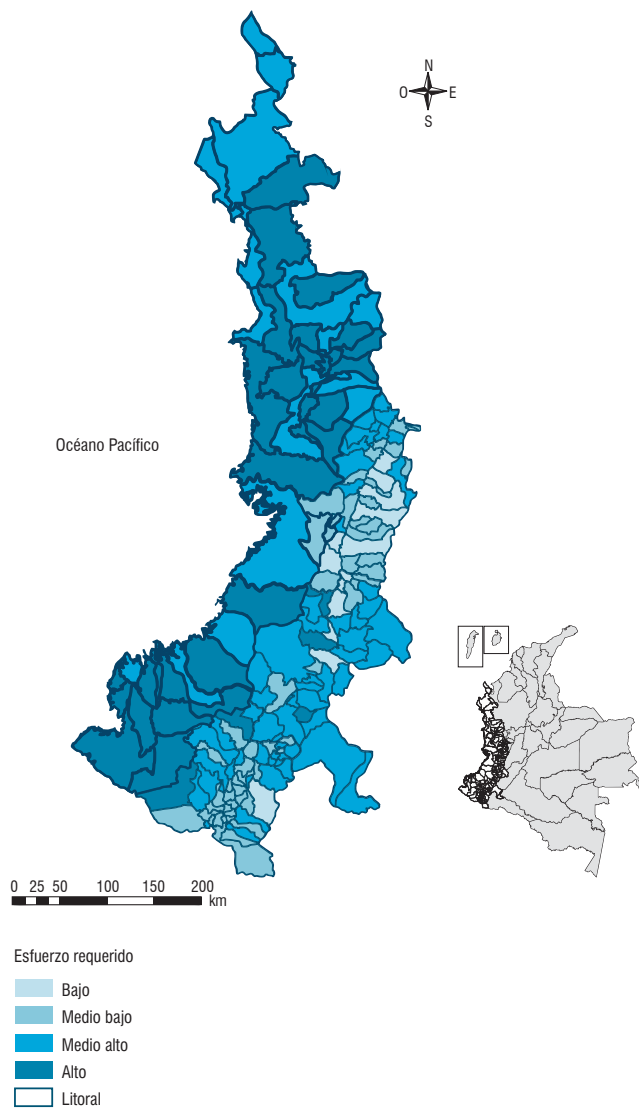 N
O E
S
Océano Pacífico
0 25 50 100 150 200
km
Esfuerzo requerido
Bajo
Medio bajo
Medio alto
Alto
Litoral